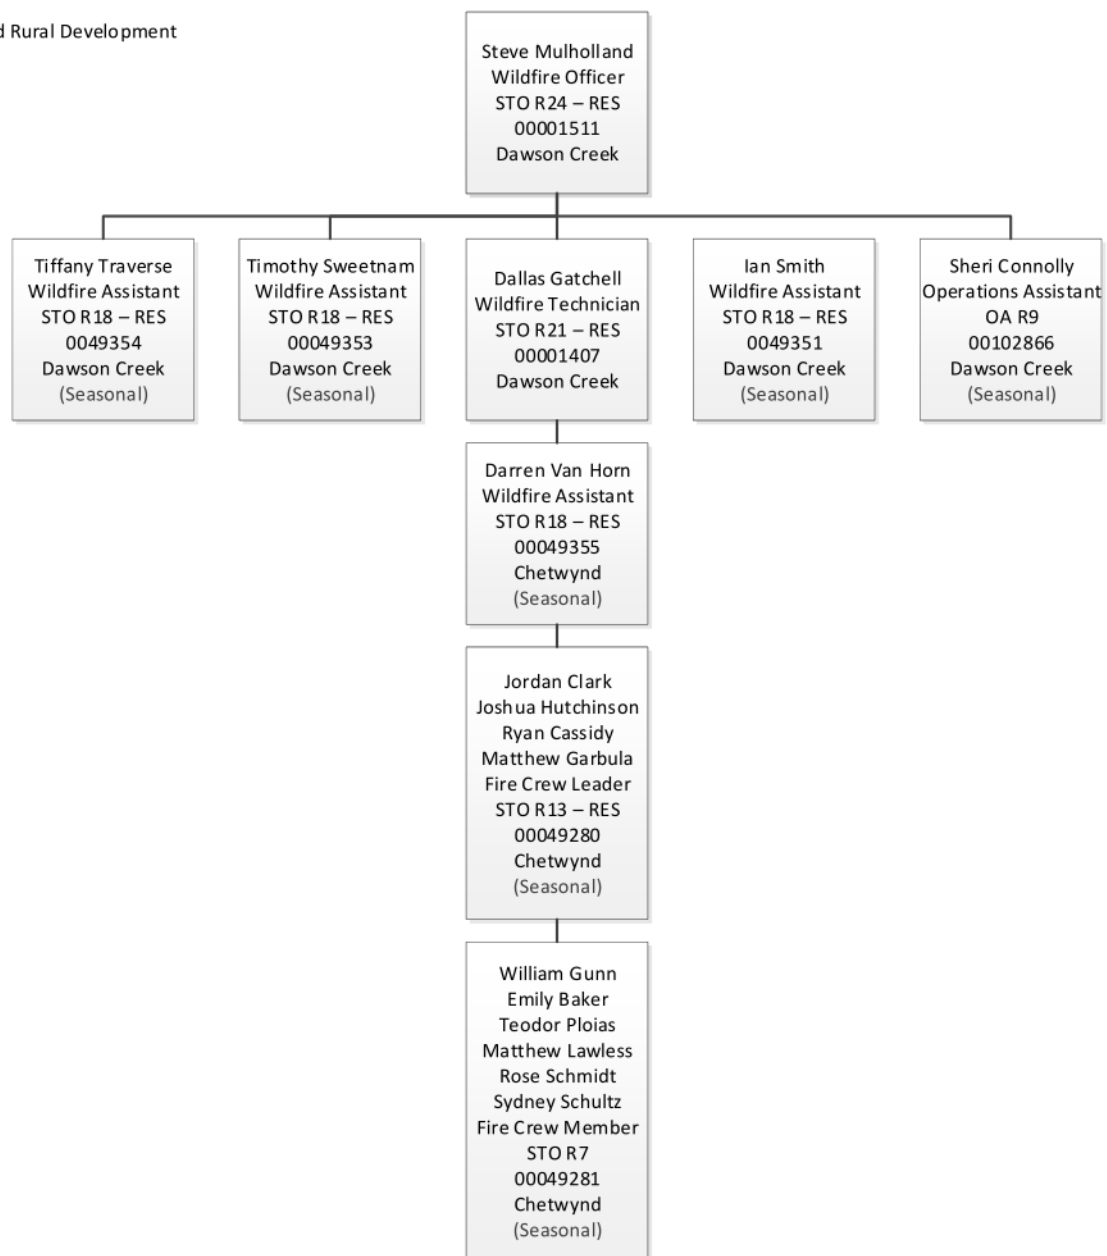 d Rural Development
Steve Mulholland
Wildfire Officer
STO R24 – RES
00001511
Dawson Creek
Tiffany Traverse
Wildfire Assistant
STO R18 – RES
0049354
Dawson Creek
(Seasonal)
Timothy Sweetnam
Wildfire Assistant
STO R18 – RES
00049353
Dawson Creek
(Seasonal)
Dallas Gatchell
Wildfire Technician
STO R21 – RES
00001407
Dawson Creek
Ian Smith
Wildfire Assistant
STO R18 – RES
0049351
Dawson Creek
(Seasonal)
Sheri Connolly
Operations Assistant
OA R9
00102866
Dawson Creek
(Seasonal)
Darren Van Horn
Wildfire Assistant
STO R18 – RES
00049355
Chetwynd
(Seasonal)
Jordan Clark
Joshua Hutchinson
Ryan Cassidy
Matthew Garbula
Fire Crew Leader
STO R13 – RES
00049280
Chetwynd
(Seasonal)
William Gunn
Emily Baker
Teodor Ploias
Matthew Lawless
Rose Schmidt
Sydney Schultz
Fire Crew Member
STO R7
00049281
Chetwynd
(Seasonal)